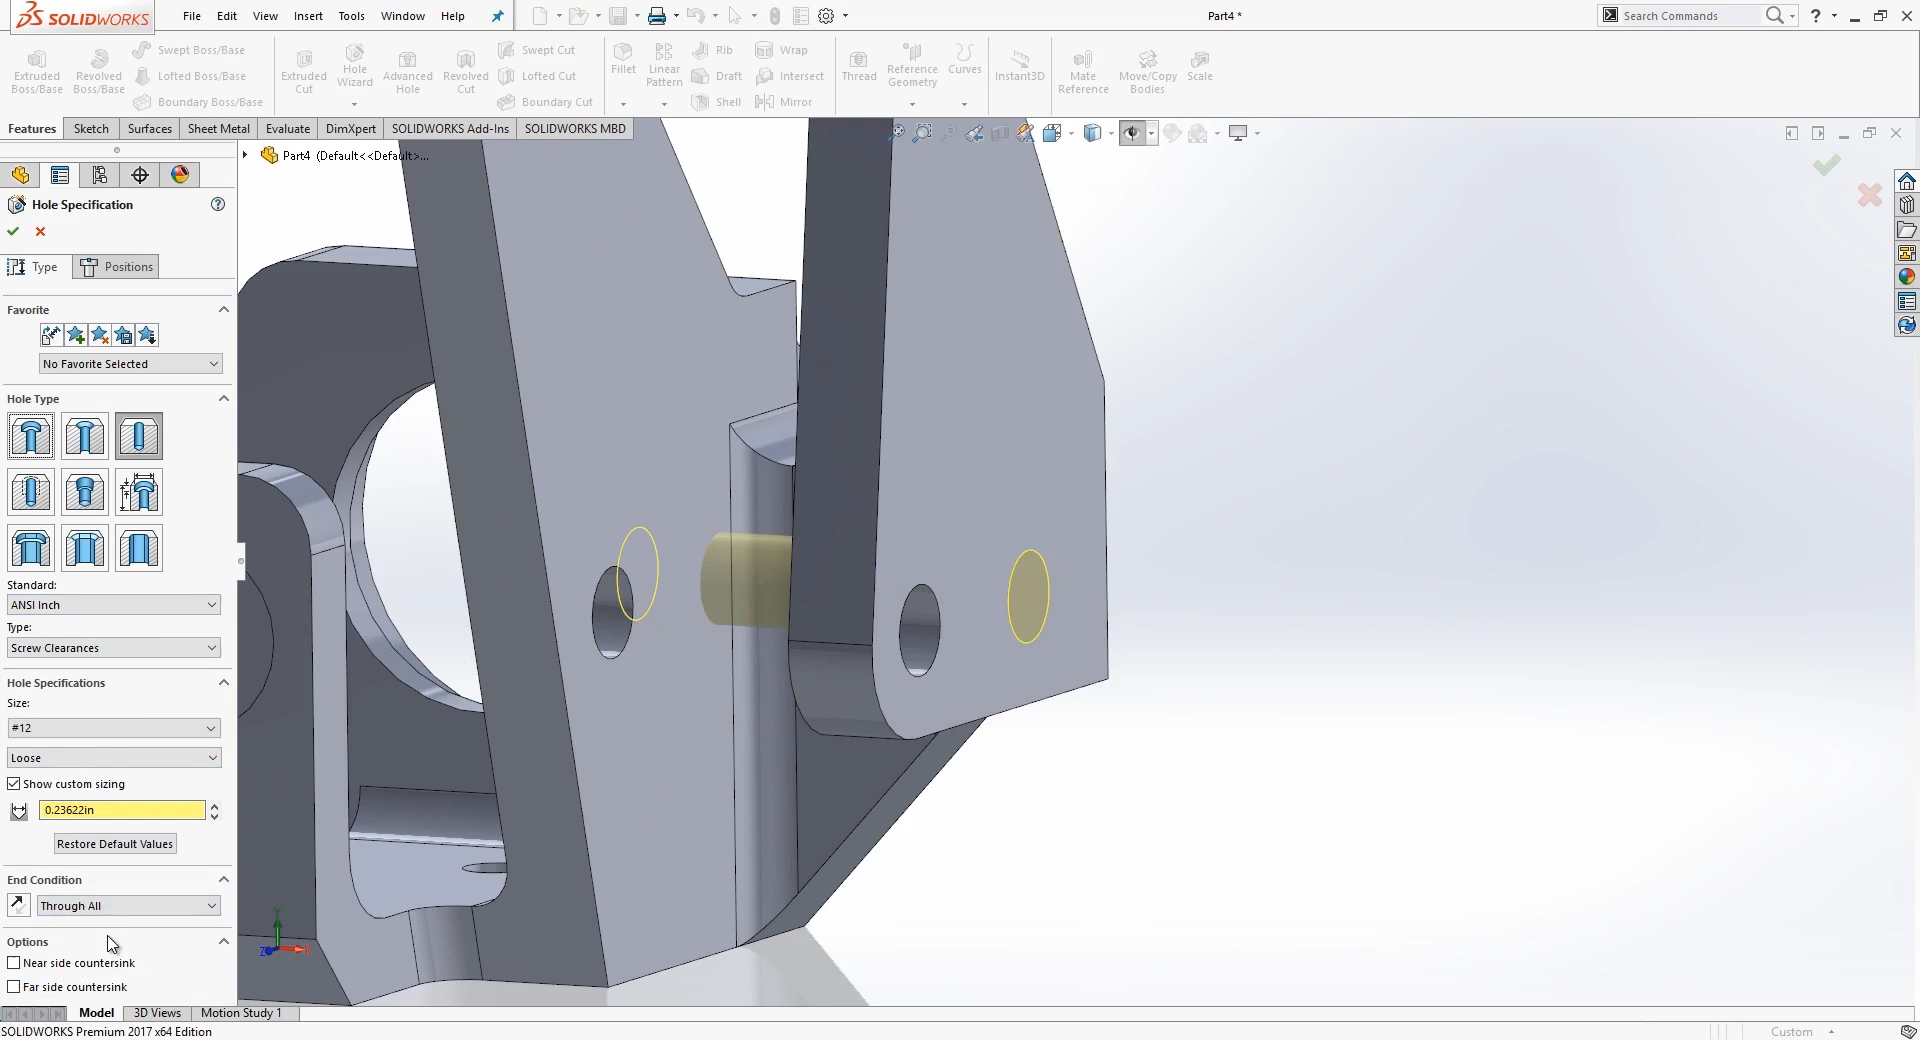 SOLIDWORKS File Edit View Insert Tools Window Help Part4 * Search Commands ?
Extruded Boss/Base
Revolved Boss/Base
Swept Boss/Base
Lofted Boss/Base
Boundary Boss/Base
Extruded Cut
Hole Wizard
Advanced Hole
Revolved Cut
Swept Cut
Lofted Cut
Boundary Cut
Fillet
Linear Pattern
Rib
Draft
Shell
Wrap
Intersect
Mirror
Thread
Reference Geometry
Curves
Instant3D
Mate Reference
Move/Copy Bodies
Scale
Features Sketch Surfaces Sheet Metal Evaluate DimXpert SOLIDWORKS Add-Ins SOLIDWORKS MBD
Part4 (Default<<Default>...
Hole Specification ?
Type Positions
Favorite
No Favorite Selected
Hole Type
Standard:
ANSI Inch
Type:
Screw Clearances
Hole Specifications
Size:
#12
Loose
Show custom sizing
0.23622in
Restore Default Values
End Condition
Through All
Options
Near side countersink
Far side countersink
Y
Z
Model 3D Views Motion Study 1
SOLIDWORKS Premium 2017 x64 Edition Custom